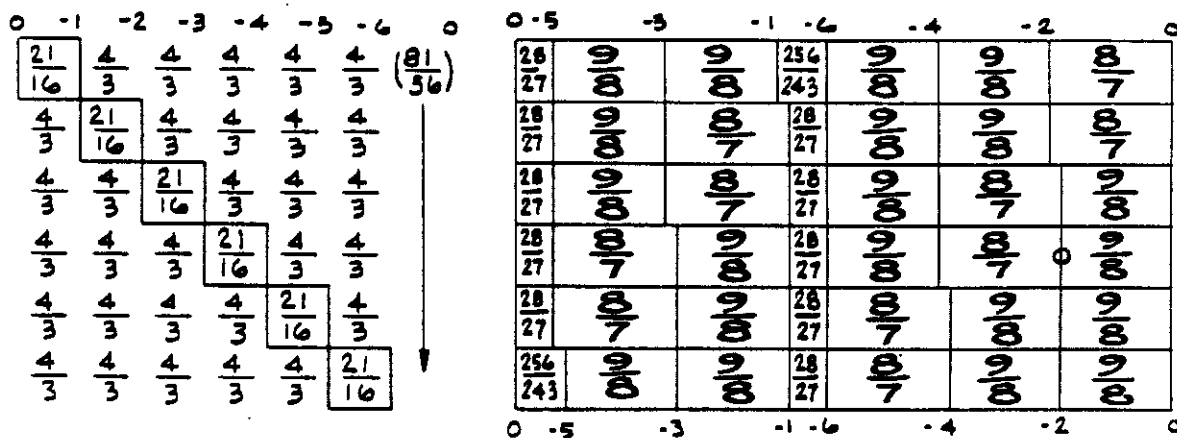 0 -1 -2 -3 -4 -5 -6 0
21/16 4/3 4/3 4/3 4/3 4/3 (81/56)
4/3 21/16 4/3 4/3 4/3 4/3
4/3 4/3 21/16 4/3 4/3 4/3
4/3 4/3 4/3 21/16 4/3 4/3
4/3 4/3 4/3 4/3 21/16 4/3
4/3 4/3 4/3 4/3 4/3 21/16
0 -5 -3 -1 -6 -4 -2 0
28/27 9/8 9/8 256/243 9/8 9/8 8/7
28/27 9/8 8/7 28/27 9/8 9/8 8/7
28/27 9/8 8/7 28/27 9/8 8/7 9/8
28/27 8/7 9/8 28/27 9/8 8/7 0 9/8
28/27 8/7 9/8 28/27 8/7 9/8 9/8
256/243 9/8 9/8 28/27 8/7 9/8 9/8
0 -5 -3 -1 -6 -4 -2 0